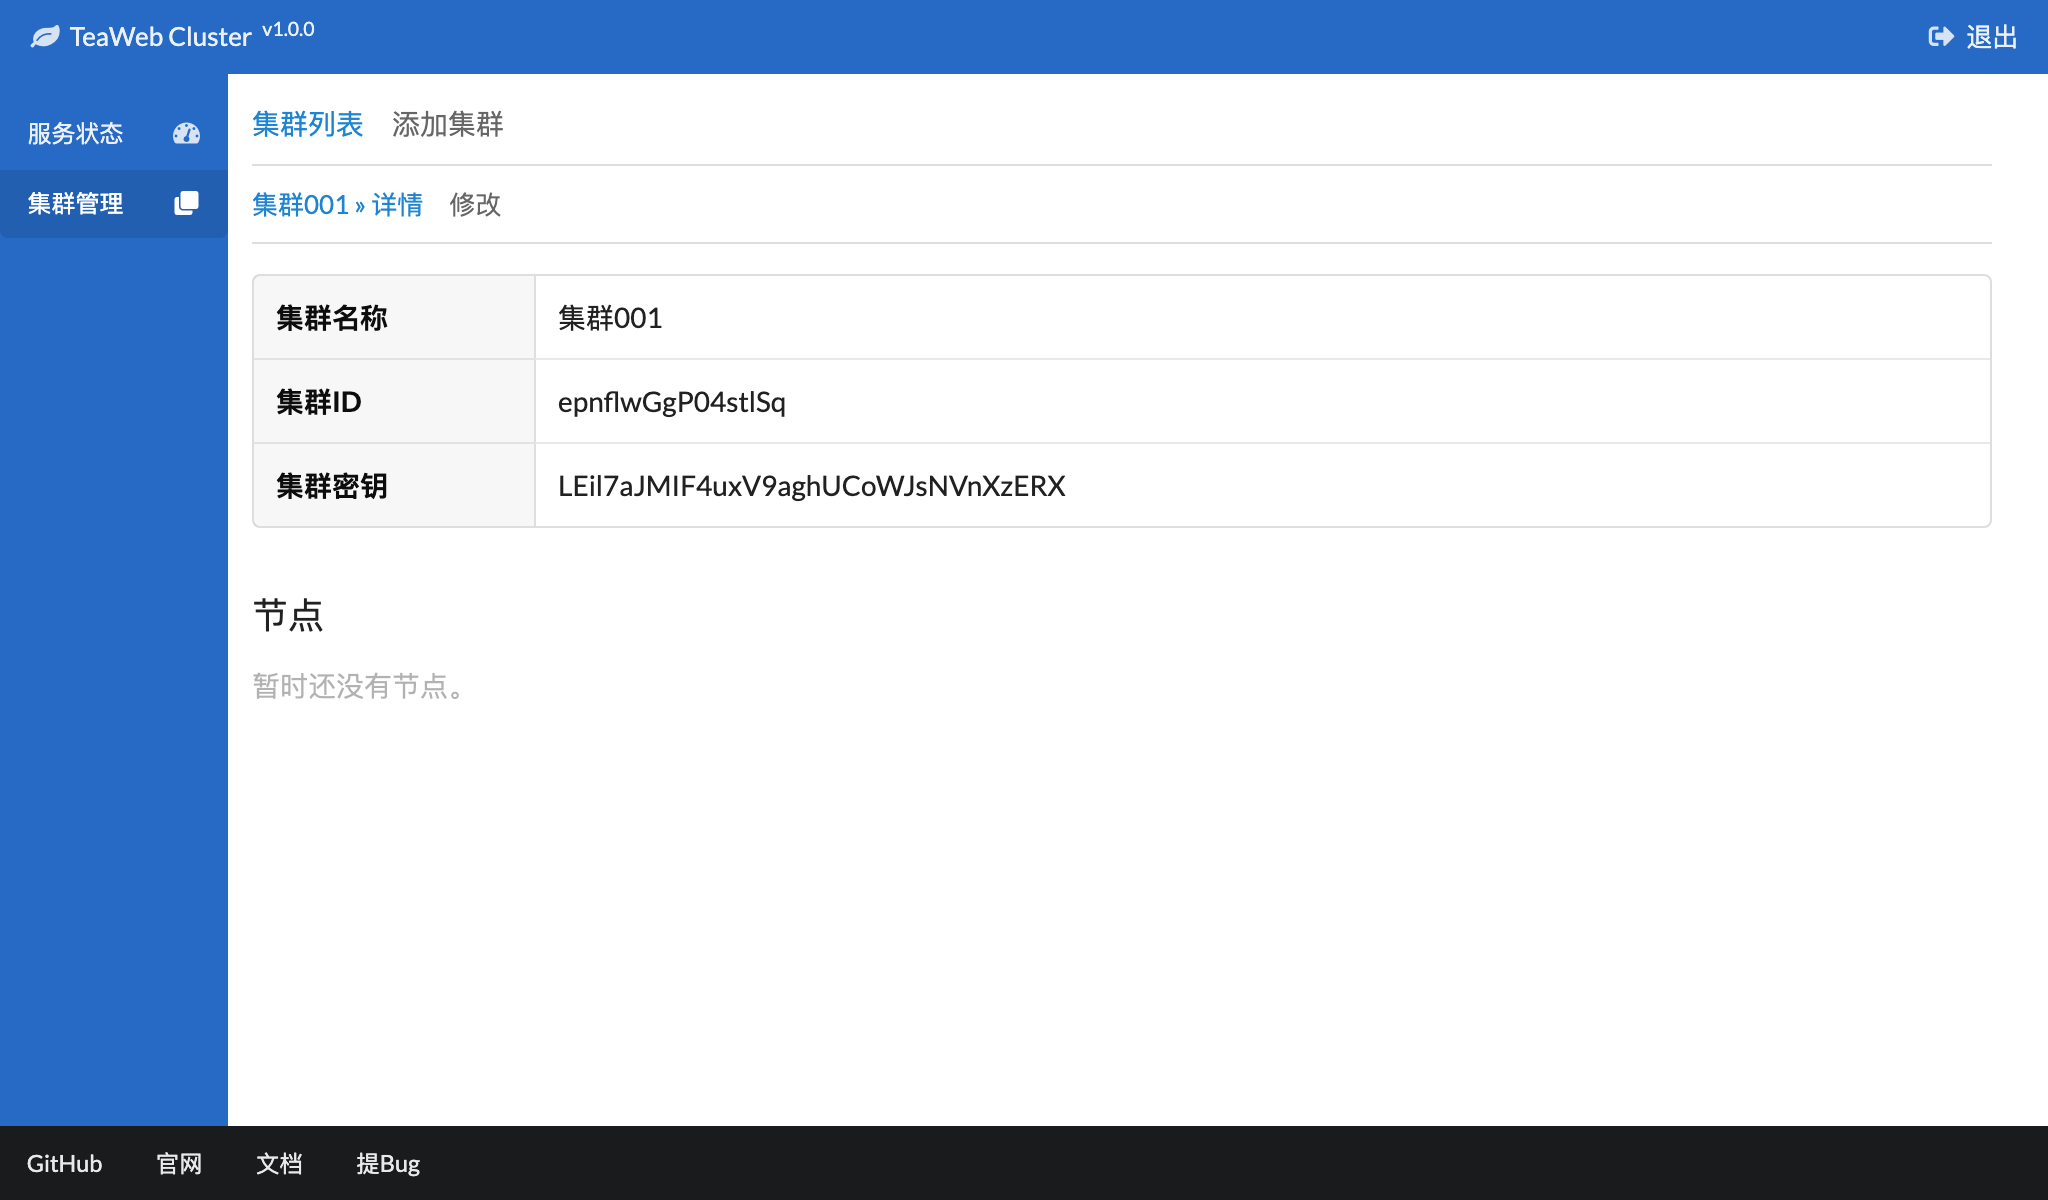 TeaWeb Cluster v1.0.0
退出
服务状态
集群管理
集群列表 添加集群
集群001 » 详情 修改
集群名称 集群001
集群ID epnflwGgP04stlSq
集群密钥 LEil7aJMIF4uxV9aghUCoWJsNVnXzERX
节点
暂时还没有节点。
GitHub 官网 文档 提Bug